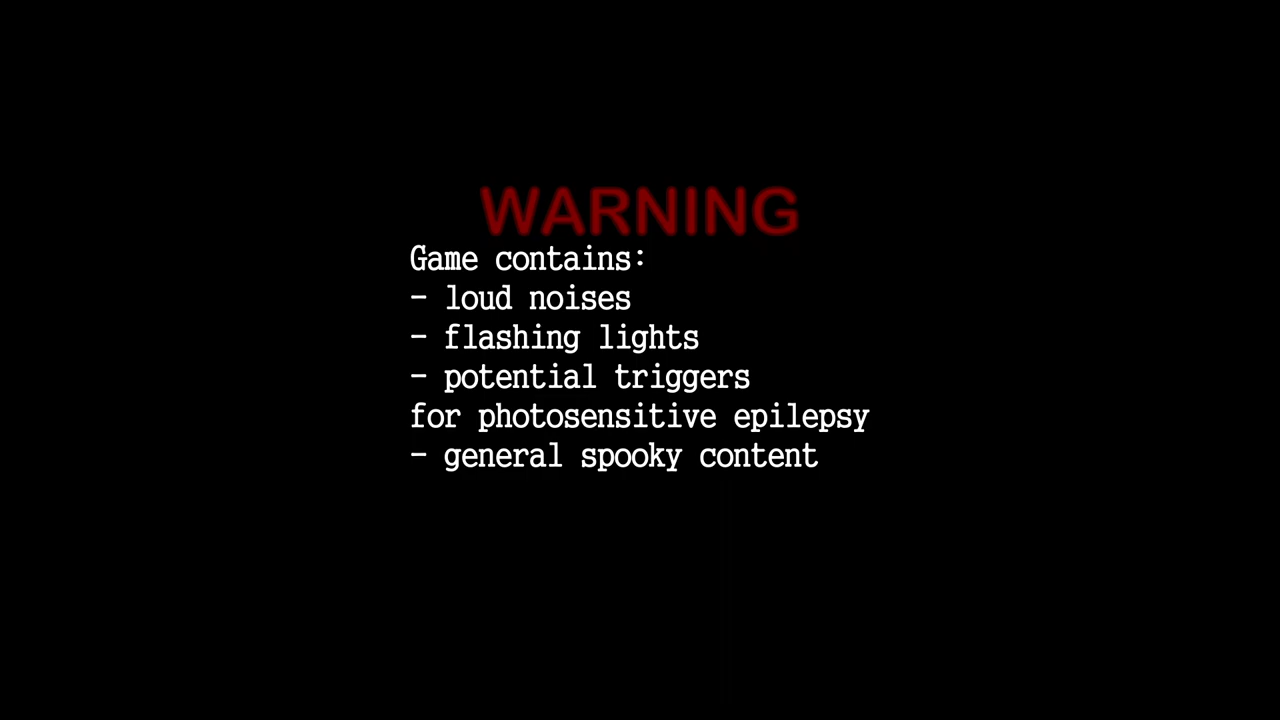 WARNING
Game contains:
- loud noises
- flashing lights
- potential triggers
for photosensitive epilepsy
- general spooky content